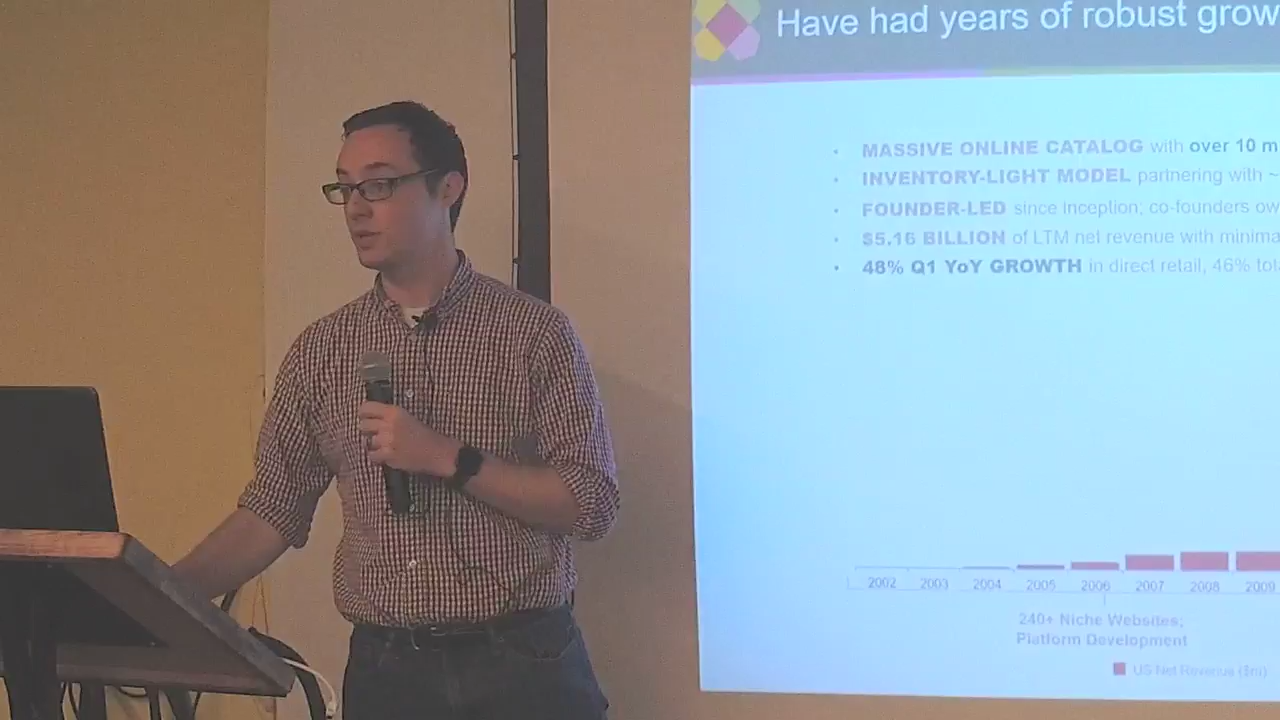 Have had years of robust grow
• MASSIVE ONLINE CATALOG with over 10 m
• INVENTORY-LIGHT MODEL partnering with ~
• FOUNDER-LED since inception; co-founders ow
• $5.16 BILLION of LTM net revenue with minima
• 48% Q1 YoY GROWTH in direct retail, 46% tota
2002 2003 2004 2005 2006 2007 2008 2009
240+ Niche Websites;
Platform Development
US Net Revenue ($m)